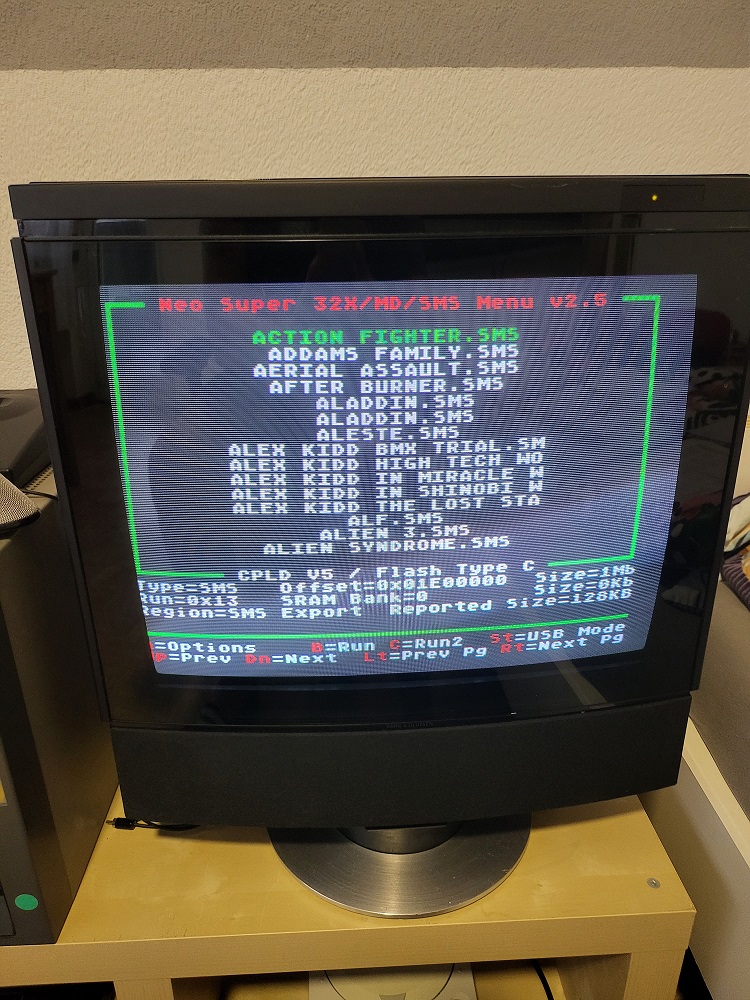 Neo Super 32X/MD/SMS Menu v2.5
ACTION FIGHTER.SMS
ADDAMS FAMILY.SMS
AERIAL ASSAULT.SMS
AFTER BURNER.SMS
ALADDIN.SMS
ALADDIN.SMS
ALESTE.SMS
ALEX KIDD BMX TRIAL.SM
ALEX KIDD HIGH TECH WO
ALEX KIDD IN MIRACLE W
ALEX KIDD IN SHINOBI W
ALEX KIDD THE LOST STA
ALF.SMS
ALIEN 3.SMS
ALIEN SYNDROME.SMS
CPLD V5 / Flash Type C
Type=SMS Offset=0x01E00000 Size=1Mb
Run=0x13 SRAM Bank=0 Size=0Kb
Region=SMS Export Reported Size=128KB
=Options B=Run C=Run2 St=USB Mode
p=Prev Dn=Next Lt=Prev Pg Rt=Next Pg